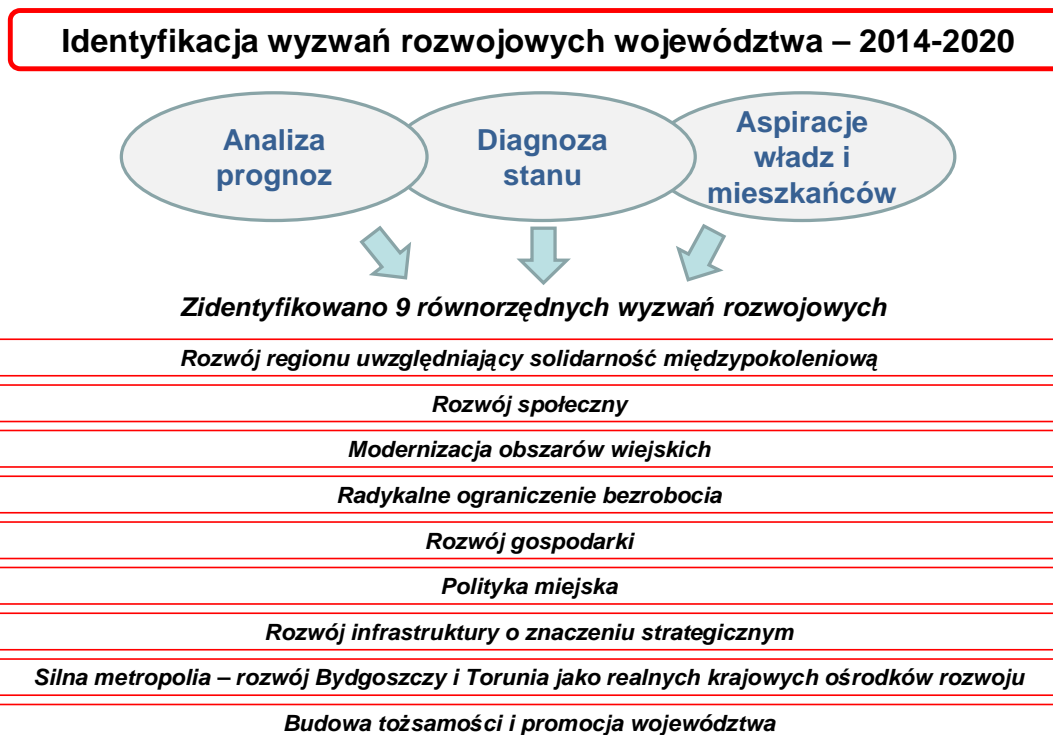 Identyfikacja wyzwań rozwojowych województwa – 2014-2020
Analiza
prognoz
Diagnoza
stanu
Aspiracje
władz i
mieszkańców
Zidentyfikowano 9 równorzędnych wyzwań rozwojowych
Rozwój regionu uwzględniający solidarność międzypokoleniową
Rozwój społeczny
Modernizacja obszarów wiejskich
Radykalne ograniczenie bezrobocia
Rozwój gospodarki
Polityka miejska
Rozwój infrastruktury o znaczeniu strategicznym
Silna metropolia – rozwój Bydgoszczy i Torunia jako realnych krajowych ośrodków rozwoju
Budowa tożsamości i promocja województwa